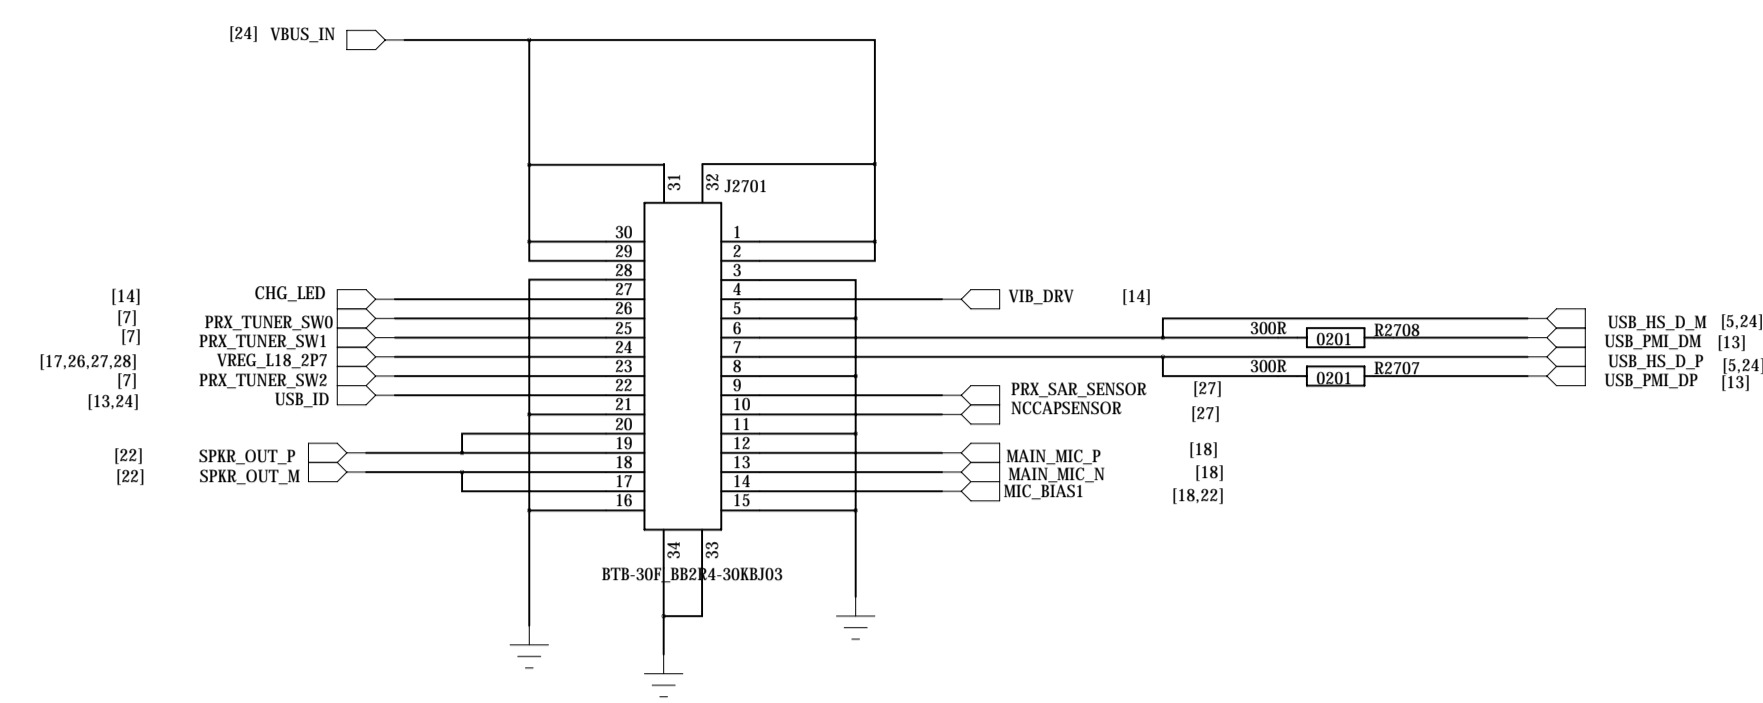 [24] VBUS_IN
31 32 J2701
30 1
29 2
28 3
[14] CHG_LED 27 4 VIB_DRV [14]
[7] PRX_TUNER_SW0 26 5 USB_HS_D_M [5,24]
[7] PRX_TUNER_SW1 25 6 300R 0201 R2708 USB_PMI_DM [13]
[17,26,27,28] VREG_L18_2P7 24 7 USB_HS_D_P [5,24]
[7] PRX_TUNER_SW2 23 8 300R 0201 R2707 USB_PMI_DP [13]
[13,24] USB_ID 22 9 PRX_SAR_SENSOR [27]
21 10 NCCAPSENSOR [27]
20 11
[22] SPKR_OUT_P 19 12 MAIN_MIC_P [18]
[22] SPKR_OUT_M 18 13 MAIN_MIC_N [18]
17 14 MIC_BIAS1 [18,22]
16 15
34 33
BTB-30F_BB2R4-30KBJ03